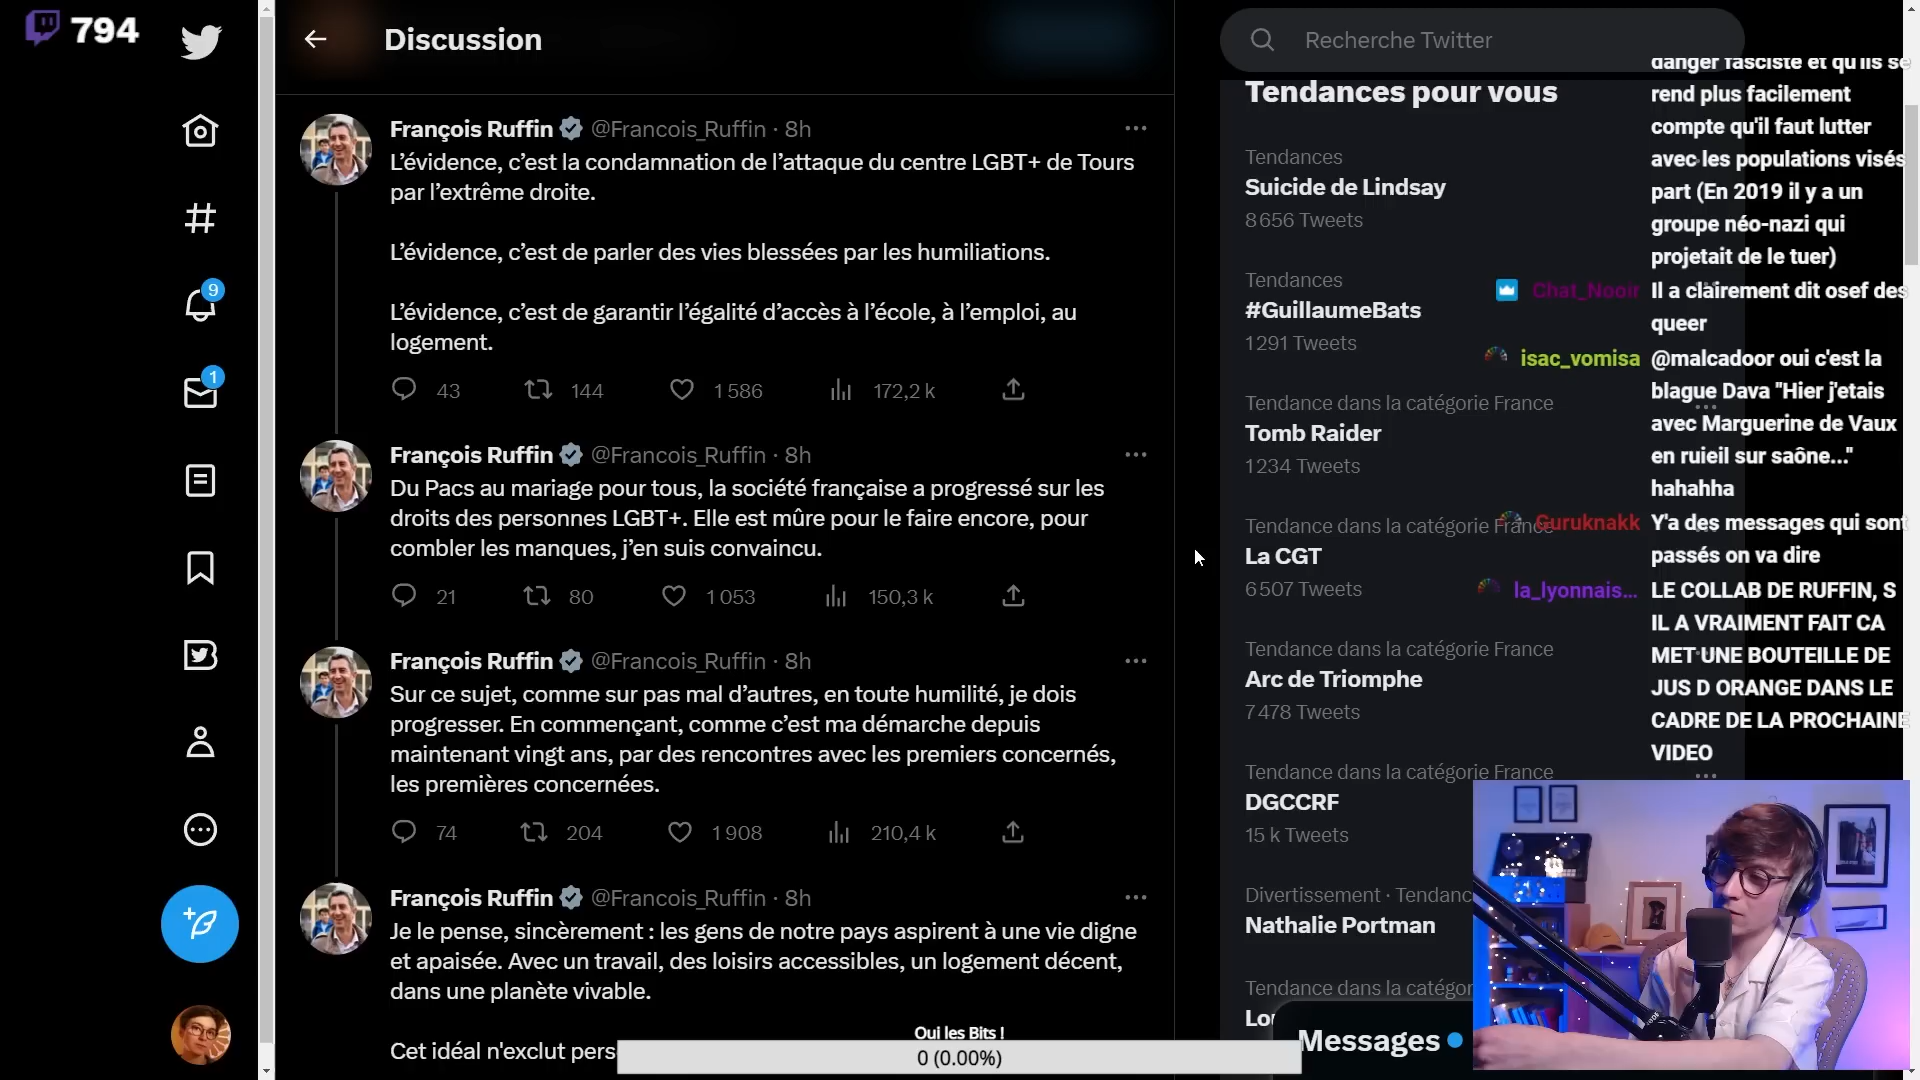 794
Discussion
François Ruffin @Francois_Ruffin · 8h
L'évidence, c'est la condamnation de l'attaque du centre LGBT+ de Tours
par l'extrême droite.
L'évidence, c'est de parler des vies blessées par les humiliations.
L'évidence, c'est de garantir l'égalité d'accès à l'école, à l'emploi, au
logement.
43 144 1 586 172,2 k
François Ruffin @Francois_Ruffin · 8h
Du Pacs au mariage pour tous, la société française a progressé sur les
droits des personnes LGBT+. Elle est mûre pour le faire encore, pour
combler les manques, j'en suis convaincu.
21 80 1 053 150,3 k
François Ruffin @Francois_Ruffin · 8h
Sur ce sujet, comme sur pas mal d'autres, en toute humilité, je dois
progresser. En commençant, comme c'est ma démarche depuis
maintenant vingt ans, par des rencontres avec les premiers concernés,
les premières concernées.
74 204 1 908 210,4 k
François Ruffin @Francois_Ruffin · 8h
Je le pense, sincèrement : les gens de notre pays aspirent à une vie digne
et apaisée. Avec un travail, des loisirs accessibles, un logement décent,
dans une planète vivable.
Cet idéal n'exclut pers
Oui les Bits !
0 (0.00%)
9
1
Recherche Twitter
Tendances pour vous
Tendances
Suicide de Lindsay
8 656 Tweets
Tendances
#GuillaumeBats
1 291 Tweets
Tendance dans la catégorie France
Tomb Raider
1 234 Tweets
Tendance dans la catégorie France
La CGT
6 507 Tweets
Tendance dans la catégorie France
Arc de Triomphe
7 478 Tweets
Tendance dans la catégorie France
DGCCRF
15 k Tweets
Divertissement · Tendanc
Nathalie Portman
Tendance dans la catégor
Lo
Messages
danger fasciste et qu'ils se
rend plus facilement
compte qu'il faut lutter
avec les populations visés
part (En 2019 il y a un
groupe néo-nazi qui
projetait de le tuer)
Chat_Nooir Il a clairement dit osef des
queer
isac_vomisa @malcadoor oui c'est la
blague Dava "Hier j'etais
avec Marguerine de Vaux
en ruieil sur saône..."
hahahha
Guruknakk Y'a des messages qui sont
passés on va dire
la_lyonnais... LE COLLAB DE RUFFIN, S
IL A VRAIMENT FAIT CA
MET UNE BOUTEILLE DE
JUS D ORANGE DANS LE
CADRE DE LA PROCHAINE
VIDEO